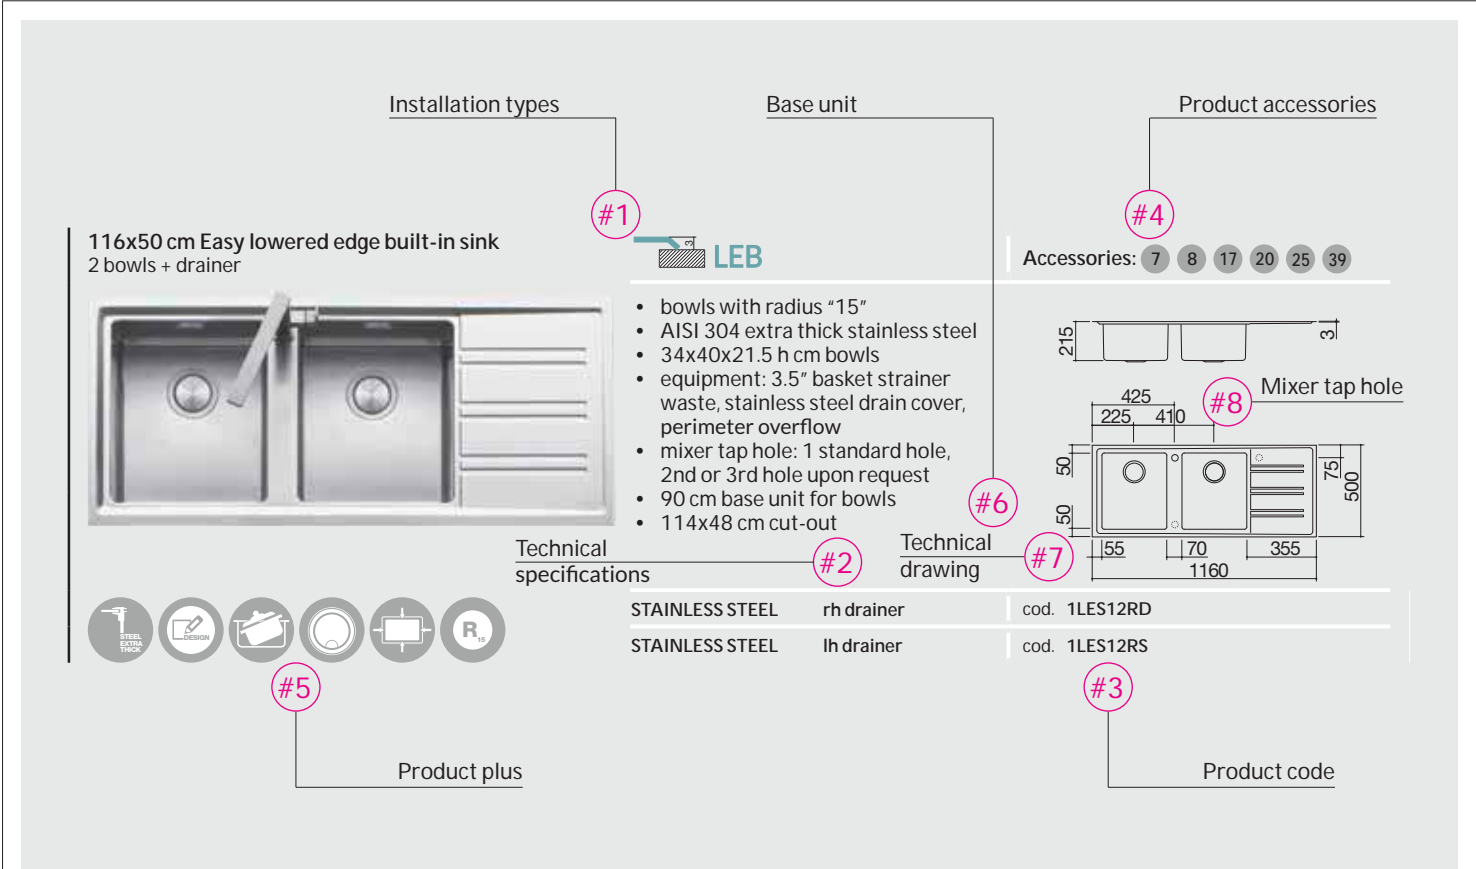 Installation types
Base unit
Product accessories
#1
#4
116x50 cm Easy lowered edge built-in sink
2 bowls + drainer
3
LEB
Accessories: 7 8 17 20 25 39
• bowls with radius “15”
• AISI 304 extra thick stainless steel
• 34x40x21.5 h cm bowls
• equipment: 3.5” basket strainer
waste, stainless steel drain cover,
perimeter overflow
• mixer tap hole: 1 standard hole,
2nd or 3rd hole upon request
• 90 cm base unit for bowls
• 114x48 cm cut-out
215
3
#8
Mixer tap hole
425
225
410
50
75
500
50
55
70
355
1160
#6
Technical
specifications
#2
Technical
drawing
#7
STAINLESS STEEL rh drainer cod. 1LES12RD
STAINLESS STEEL lh drainer cod. 1LES12RS
STEEL
EXTRA
THICK
DESIGN
R15
#5
#3
Product plus
Product code